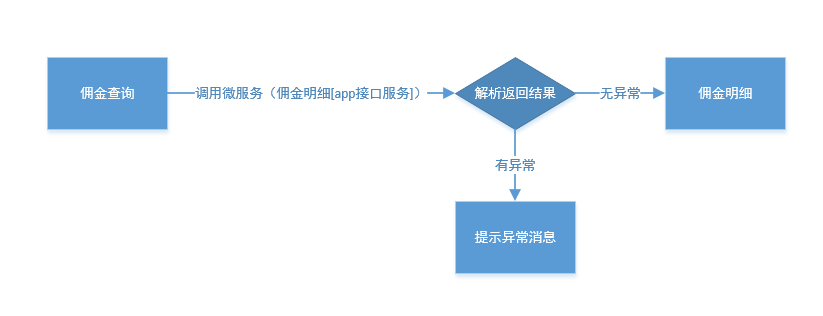 佣金查询
调用微服务（佣金明细[app接口服务]）
解析返回结果
无异常
佣金明细
有异常
提示异常消息